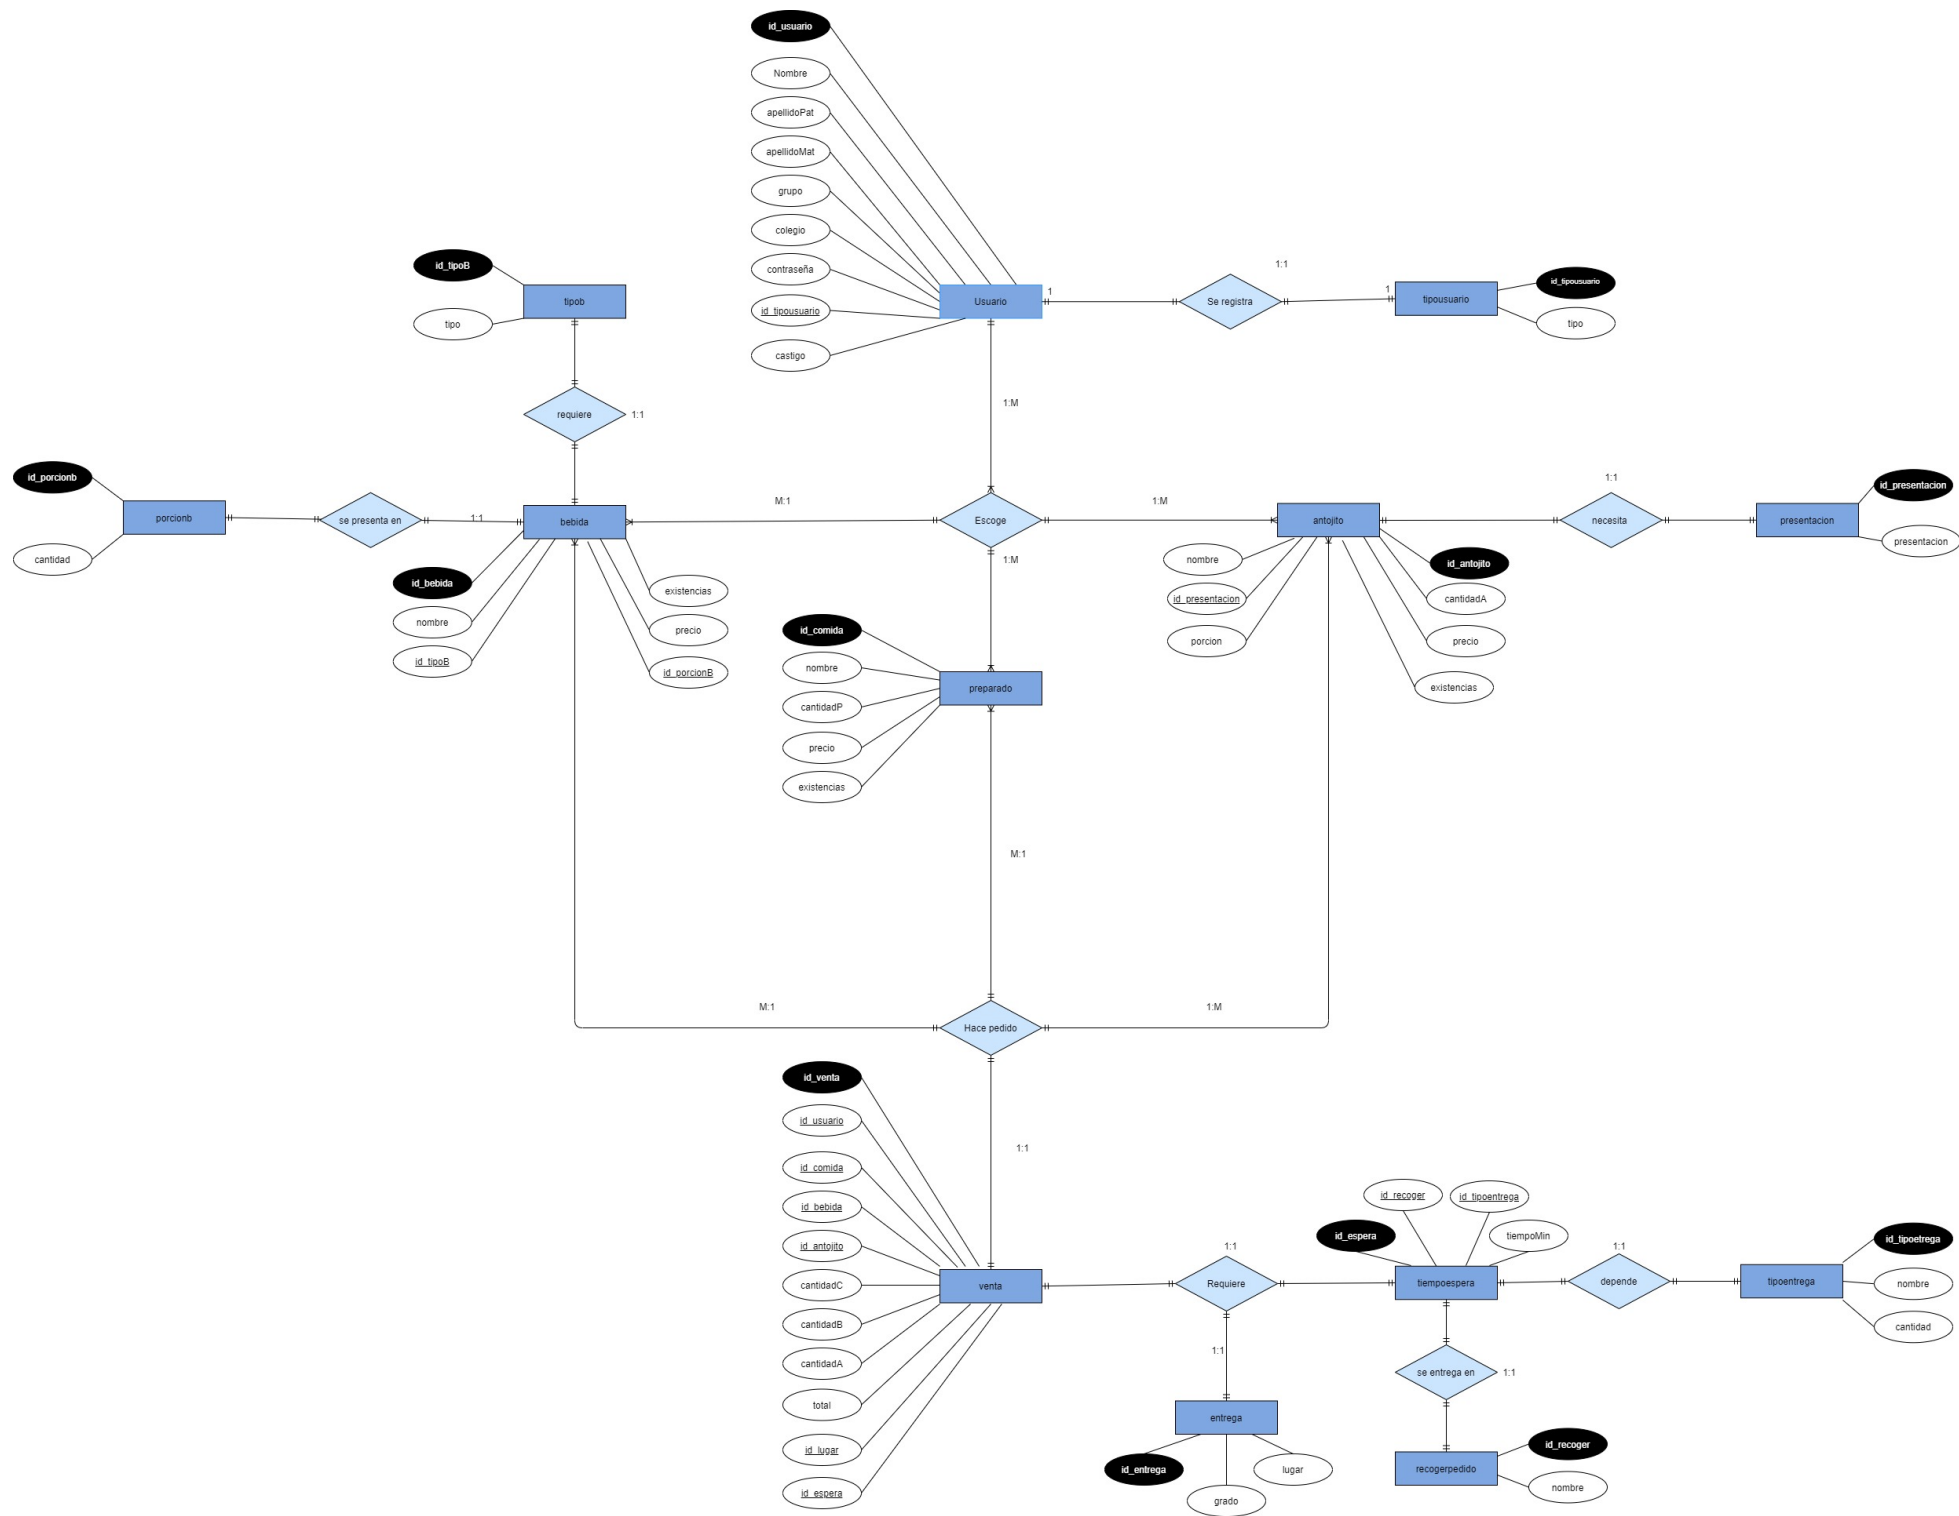 id_usuario
Nombre
apellidoPat
apellidoMat
grupo
colegio
contraseña
id_tipousuario
castigo
Usuario
1
Se registra
1:1
1
tipousuario
id_tipousuario
tipo
id_tipoB
tipo
tipob
requiere
1:1
1:M
id_porcionb
cantidad
porcionb
se presenta en
1:1
bebida
M:1
Escoge
1:M
antojito
1:1
necesita
presentacion
id_presentacion
presentacion
id_bebida
nombre
id_tipoB
existencias
precio
id_porcionB
1:M
id_comida
nombre
cantidadP
precio
existencias
preparado
nombre
id_presentacion
porcion
id_antojito
cantidadA
precio
existencias
M:1
M:1
Hace pedido
1:M
1:1
id_venta
id_usuario
id_comida
id_bebida
id_antojito
cantidadC
cantidadB
cantidadA
total
id_lugar
id_espera
venta
1:1
Requiere
id_recoger
id_tipoentrega
id_espera
tiempoMin
tiempoespera
1:1
depende
tipoentrega
id_tipoetrega
nombre
cantidad
1:1
entrega
id_entrega
grado
lugar
se entrega en
1:1
recogerpedido
id_recoger
nombre